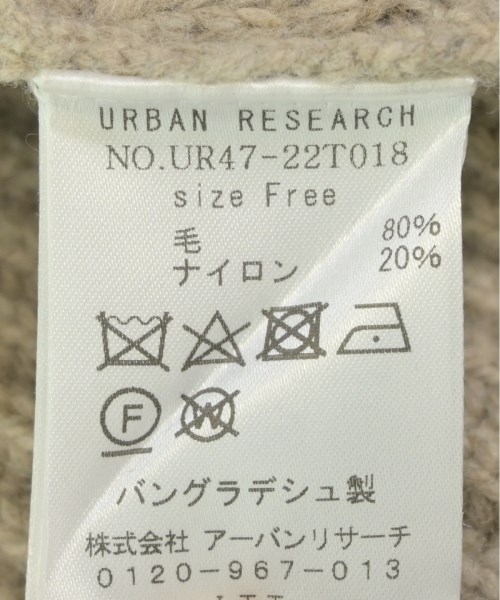 URBAN RESEARCH
NO.UR47-22T018
size Free
毛 80%
ナイロン 20%
F W
バングラデシュ製
株式会社 アーバンリサーチ
0120-967-013